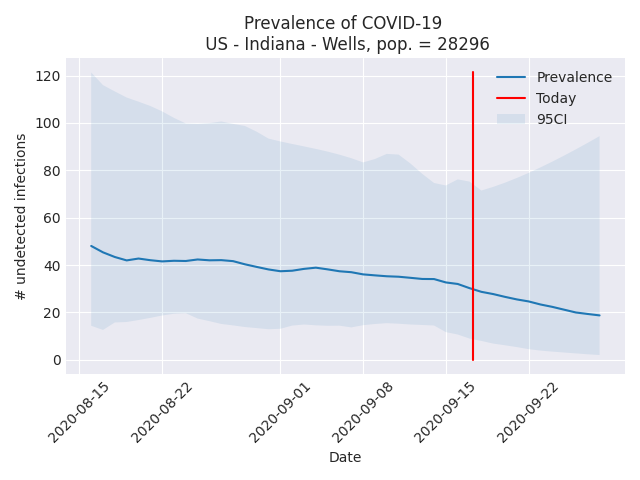 Prevalence of COVID-19
US - Indiana - Wells, pop. = 28296
# undetected infections
120
100
80
60
40
20
0
Prevalence
Today
95CI
2020-08-15
2020-08-22
2020-09-01
2020-09-08
2020-09-15
2020-09-22
Date